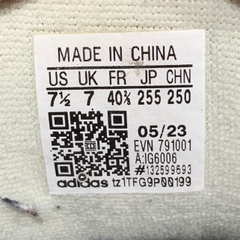 MADE IN CHINA
US UK FR JP CHN
7½ 7 40⅔ 255 250
05/23
EVN 791001
A:IG6006
#132599693
adidas tz1TFG9P00199